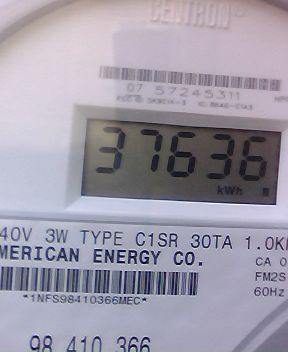 CENTRON®
07 57245311
37636
kWh
40V 3W TYPE C1SR 30TA 1.0K
MERICAN ENERGY CO.
CA 0
FM2S
60Hz
*1NFS98410366MEC*
98 410 366